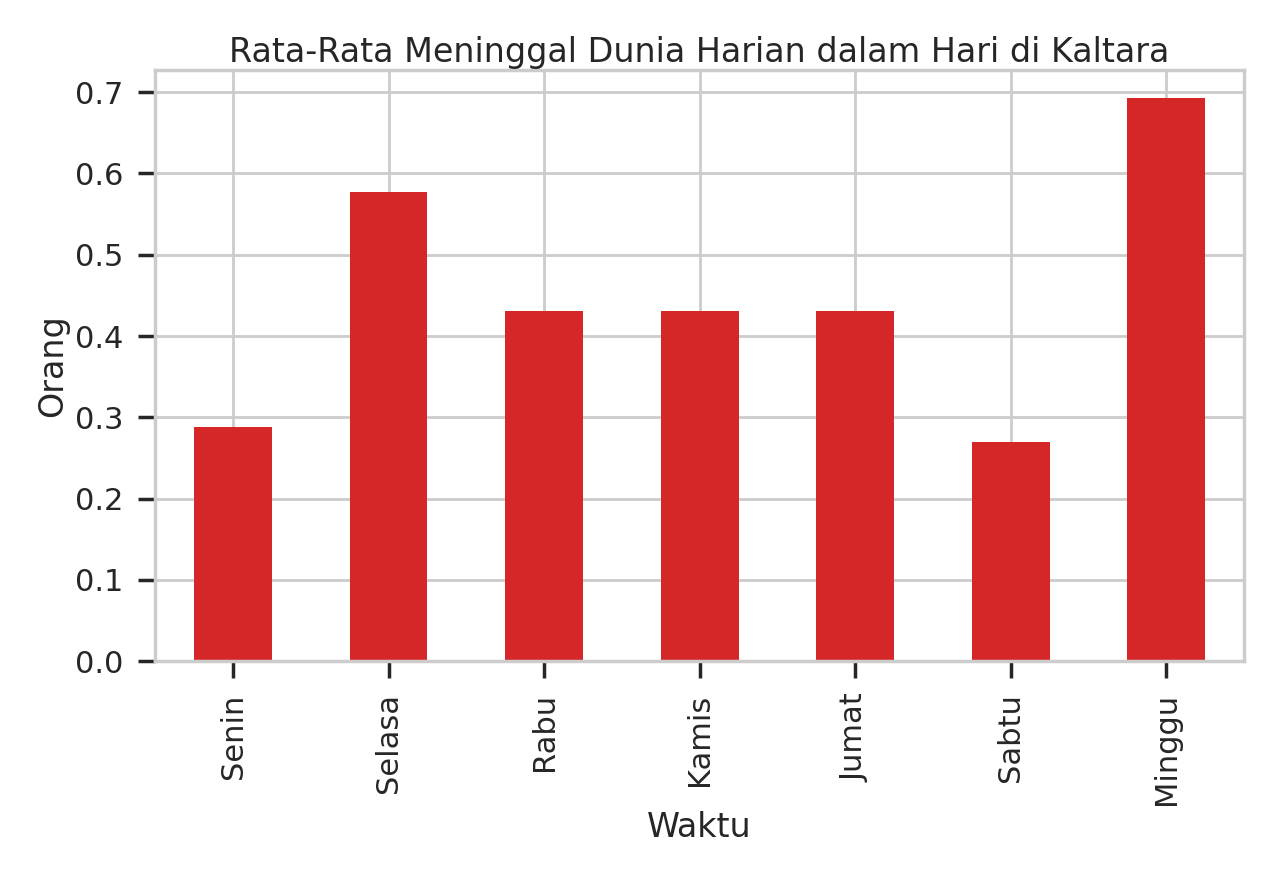 Rata-Rata Meninggal Dunia Harian dalam Hari di Kaltara
0.7
0.6
0.5
0.4
0.3
0.2
0.1
0.0
Orang
Senin
Selasa
Rabu
Kamis
Jumat
Sabtu
Minggu
Waktu